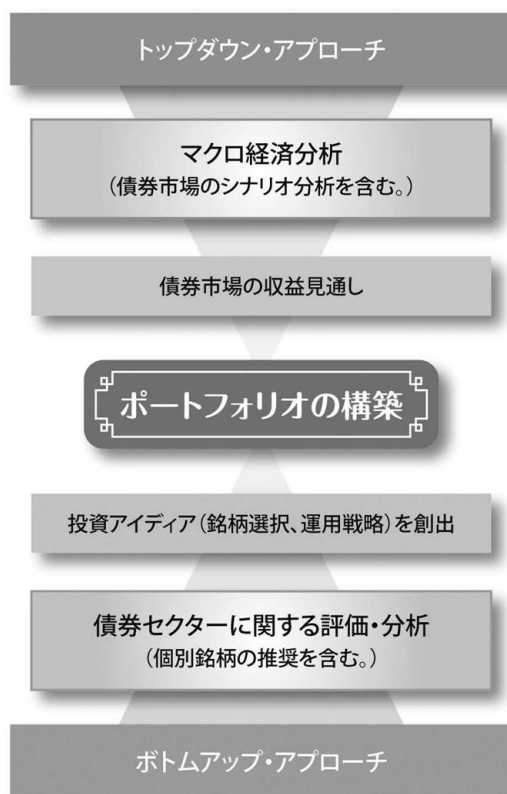 トップダウン・アプローチ
マクロ経済分析
（債券市場のシナリオ分析を含む。）
債券市場の収益見通し
ポートフォリオの構築
投資アイディア（銘柄選択、運用戦略）を創出
債券セクターに関する評価・分析
（個別銘柄の推奨を含む。）
ボトムアップ・アプローチ